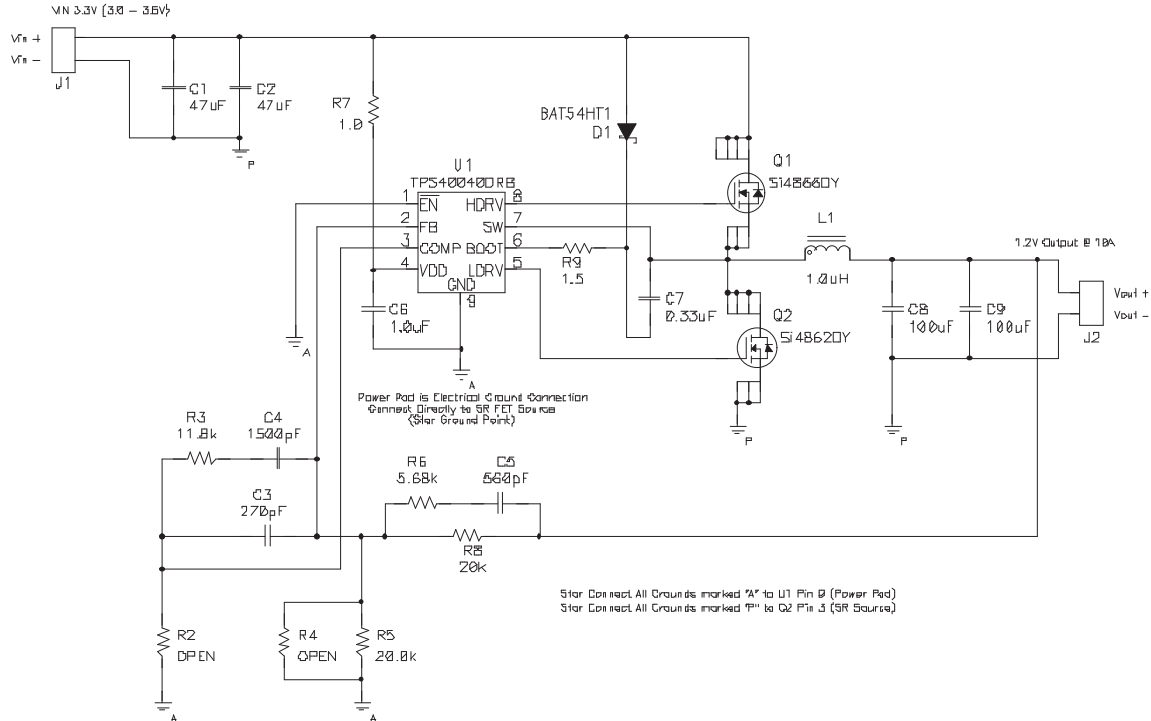 VIN 3.3V (3.0 – 3.6V)
Vin +
Vin –
J1
C1
47uF
C2
47uF
P
R7
1.0
BAT54HT1
D1
U1
TPS40040DRB
1
EN
HDRV
8
2
FB
SW
7
3
COMP
BOOT
6
4
VDD
LDRV
5
GND
9
Q1
Si4866DY
L1
1.0uH
R9
1.5
C7
0.33uF
Q2
Si4862DY
P
1.2V Output @ 10A
C8
100uF
C9
100uF
P
Vout +
Vout –
J2
C6
1.0uF
A
A
Power Pad is Electrical Ground Connection
Connect Directly to SR FET Source
(Star Ground Point)
R3
11.8k
C4
1500pF
C3
270pF
R6
5.68k
C5
560pF
R8
20k
Star Connect All Grounds marked "A" to U1 Pin 9 (Power Pad)
Star Connect All Grounds marked "P" to Q2 Pin 3 (SR Source)
R2
OPEN
R4
OPEN
R5
20.0k
A
A